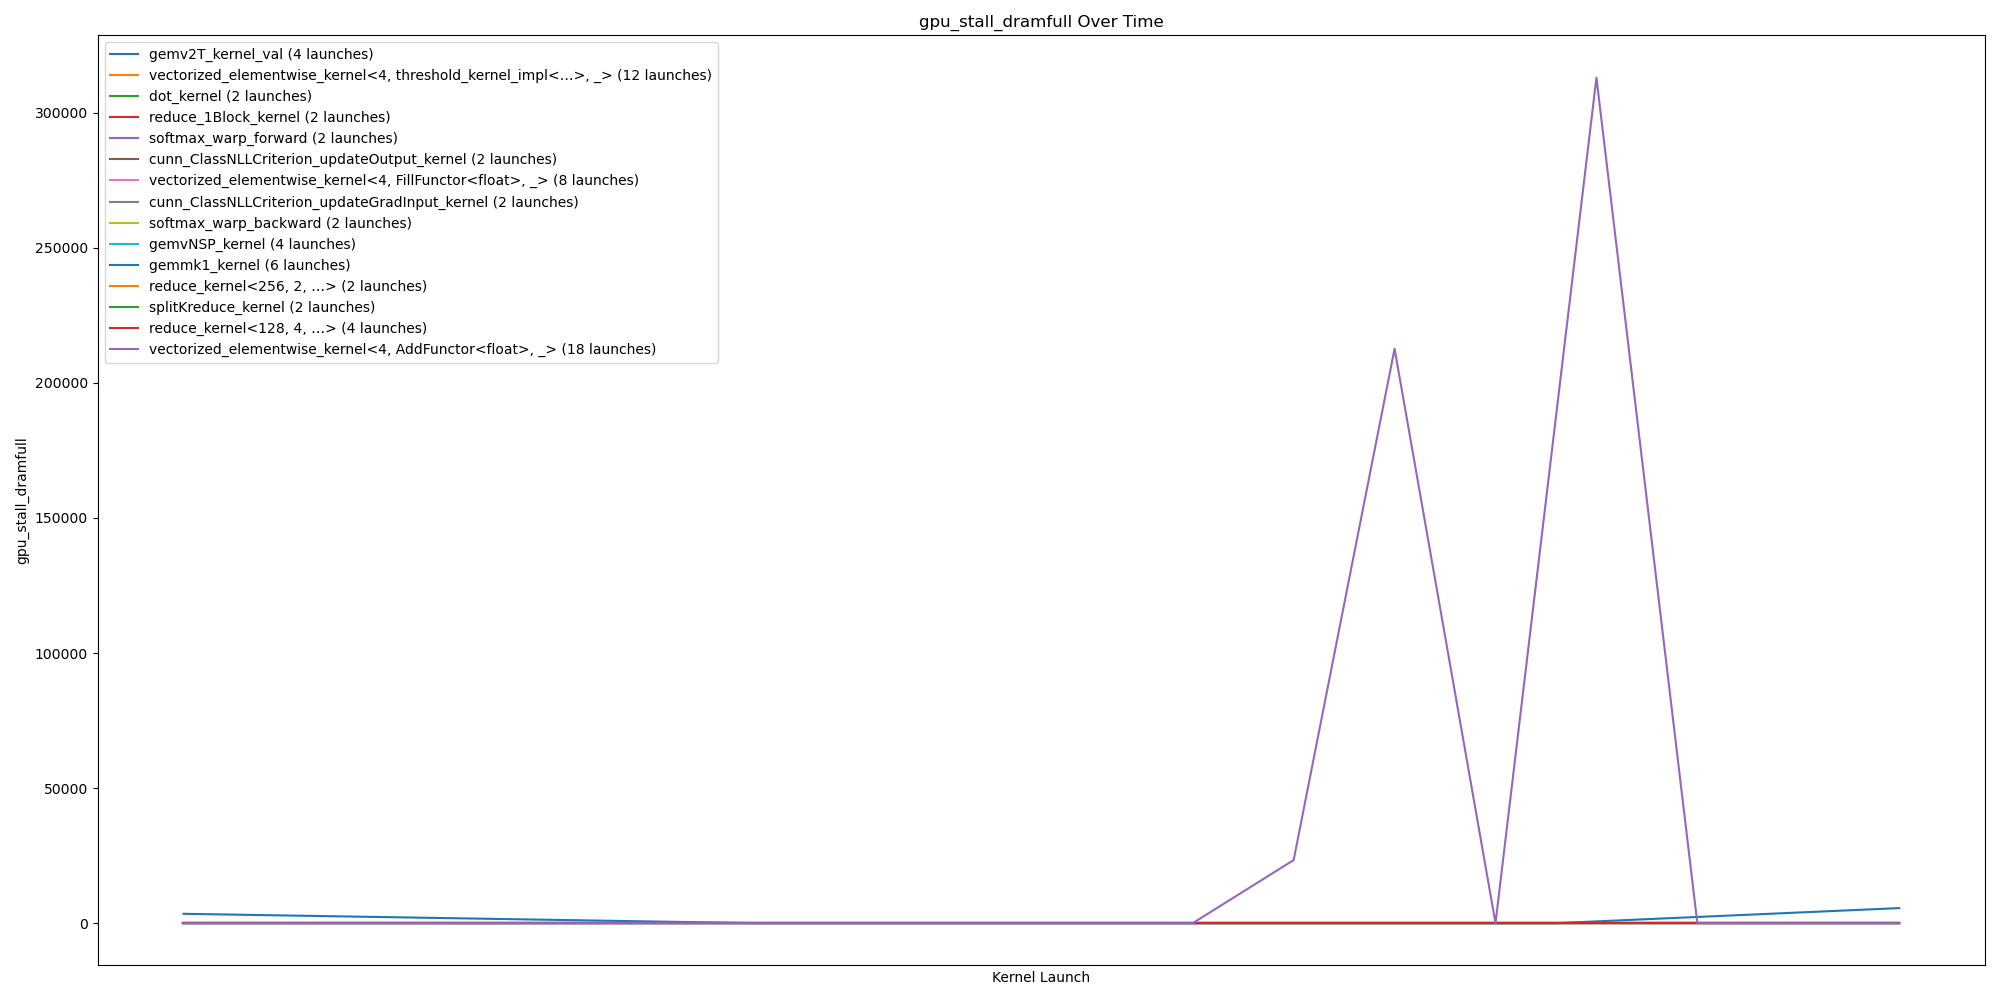 gpu_stall_dramfull Over Time
gemv2T_kernel_val (4 launches)
vectorized_elementwise_kernel<4, threshold_kernel_impl<...>, _> (12 launches)
dot_kernel (2 launches)
reduce_1Block_kernel (2 launches)
softmax_warp_forward (2 launches)
cunn_ClassNLLCriterion_updateOutput_kernel (2 launches)
vectorized_elementwise_kernel<4, FillFunctor<float>, _> (8 launches)
cunn_ClassNLLCriterion_updateGradInput_kernel (2 launches)
softmax_warp_backward (2 launches)
gemvNSP_kernel (4 launches)
gemmk1_kernel (6 launches)
reduce_kernel<256, 2, ...> (2 launches)
splitKreduce_kernel (2 launches)
reduce_kernel<128, 4, ...> (4 launches)
vectorized_elementwise_kernel<4, AddFunctor<float>, _> (18 launches)
300000
250000
200000
150000
100000
50000
0
gpu_stall_dramfull
Kernel Launch